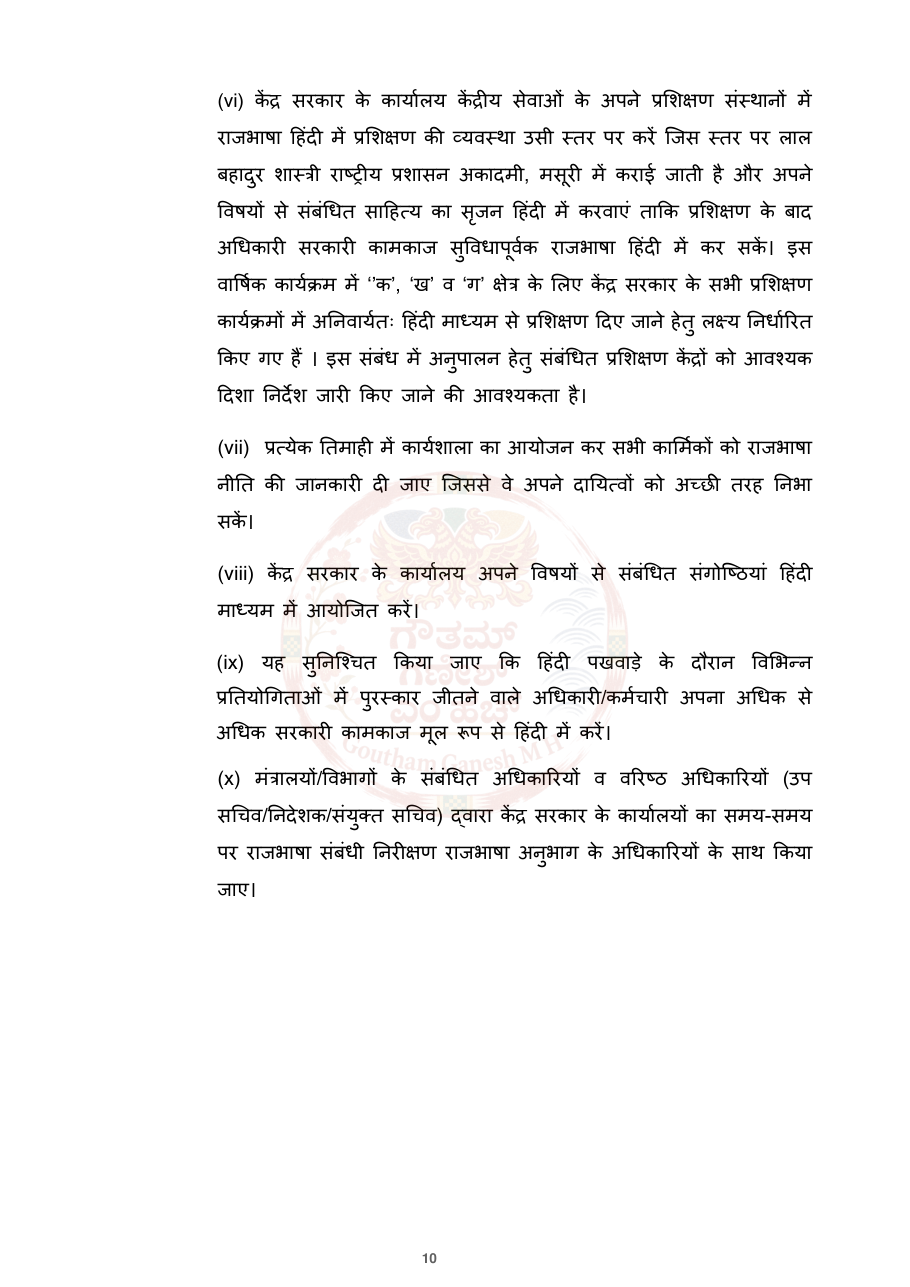 (vi) केंद्र सरकार के कार्यालय केंद्रीय सेवाओं के अपने प्रशिक्षण संस्थानों में
राजभाषा हिंदी में प्रशिक्षण की व्यवस्था उसी स्तर पर करें जिस स्तर पर लाल
बहादुर शास्त्री राष्ट्रीय प्रशासन अकादमी, मसूरी में कराई जाती है और अपने
विषयों से संबंधित साहित्य का सृजन हिंदी में करवाएं ताकि प्रशिक्षण के बाद
अधिकारी सरकारी कामकाज सुविधापूर्वक राजभाषा हिंदी में कर सकें। इस
वार्षिक कार्यक्रम में ‘’क’, ‘ख’ व ‘ग’ क्षेत्र के लिए केंद्र सरकार के सभी प्रशिक्षण
कार्यक्रमों में अनिवार्यतः हिंदी माध्यम से प्रशिक्षण दिए जाने हेतु लक्ष्य निर्धारित
किए गए हैं । इस संबंध में अनुपालन हेतु संबंधित प्रशिक्षण केंद्रों को आवश्यक
दिशा निर्देश जारी किए जाने की आवश्यकता है।
(vii) प्रत्येक तिमाही में कार्यशाला का आयोजन कर सभी कार्मिकों को राजभाषा
नीति की जानकारी दी जाए जिससे वे अपने दायित्वों को अच्छी तरह निभा
सकें।
(viii) केंद्र सरकार के कार्यालय अपने विषयों से संबंधित संगोष्ठियां हिंदी
माध्यम में आयोजित करें।
(ix) यह सुनिश्चित किया जाए कि हिंदी पखवाड़े के दौरान विभिन्न
प्रतियोगिताओं में पुरस्कार जीतने वाले अधिकारी/कर्मचारी अपना अधिक से
अधिक सरकारी कामकाज मूल रूप से हिंदी में करें।
(x) मंत्रालयों/विभागों के संबंधित अधिकारियों व वरिष्ठ अधिकारियों (उप
सचिव/निदेशक/संयुक्त सचिव) द्वारा केंद्र सरकार के कार्यालयों का समय-समय
पर राजभाषा संबंधी निरीक्षण राजभाषा अनुभाग के अधिकारियों के साथ किया
जाए।
ಗೌತಮ್
ಗಣೇಶ್
ಎಂ ಹೆಚ್
Goutham Ganesh M H
10